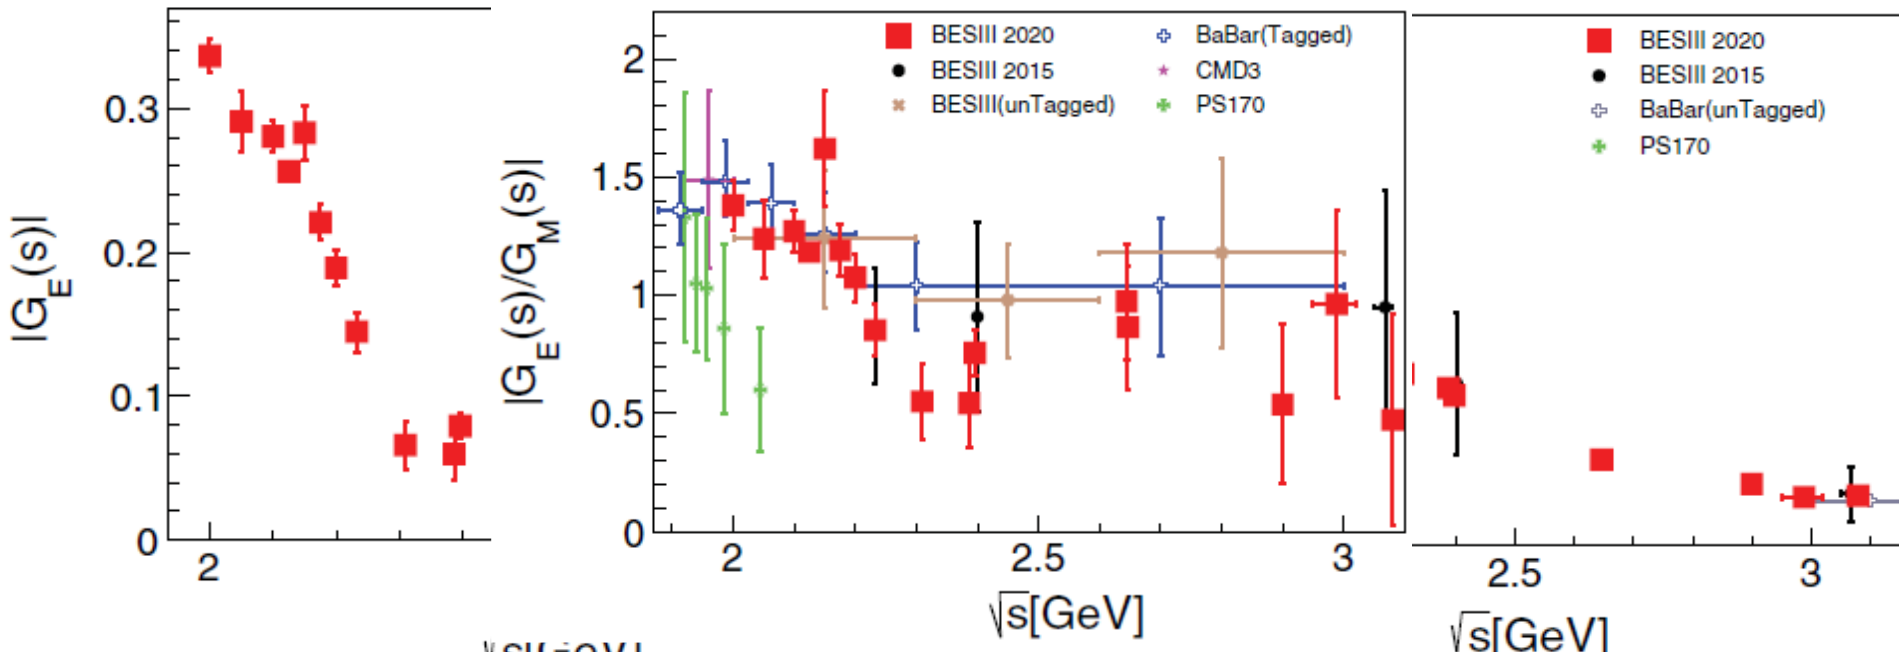 |G_E(s)|
0.3
0.2
0.1
0
2
|G_E(s)/G_M(s)|
2
1.5
1
0.5
0
2
2.5
3
√s[GeV]
BESIII 2020
BESIII 2015
BESIII(unTagged)
BaBar(Tagged)
CMD3
PS170
BESIII 2020
BESIII 2015
BaBar(unTagged)
PS170
2.5
3
√s[GeV]